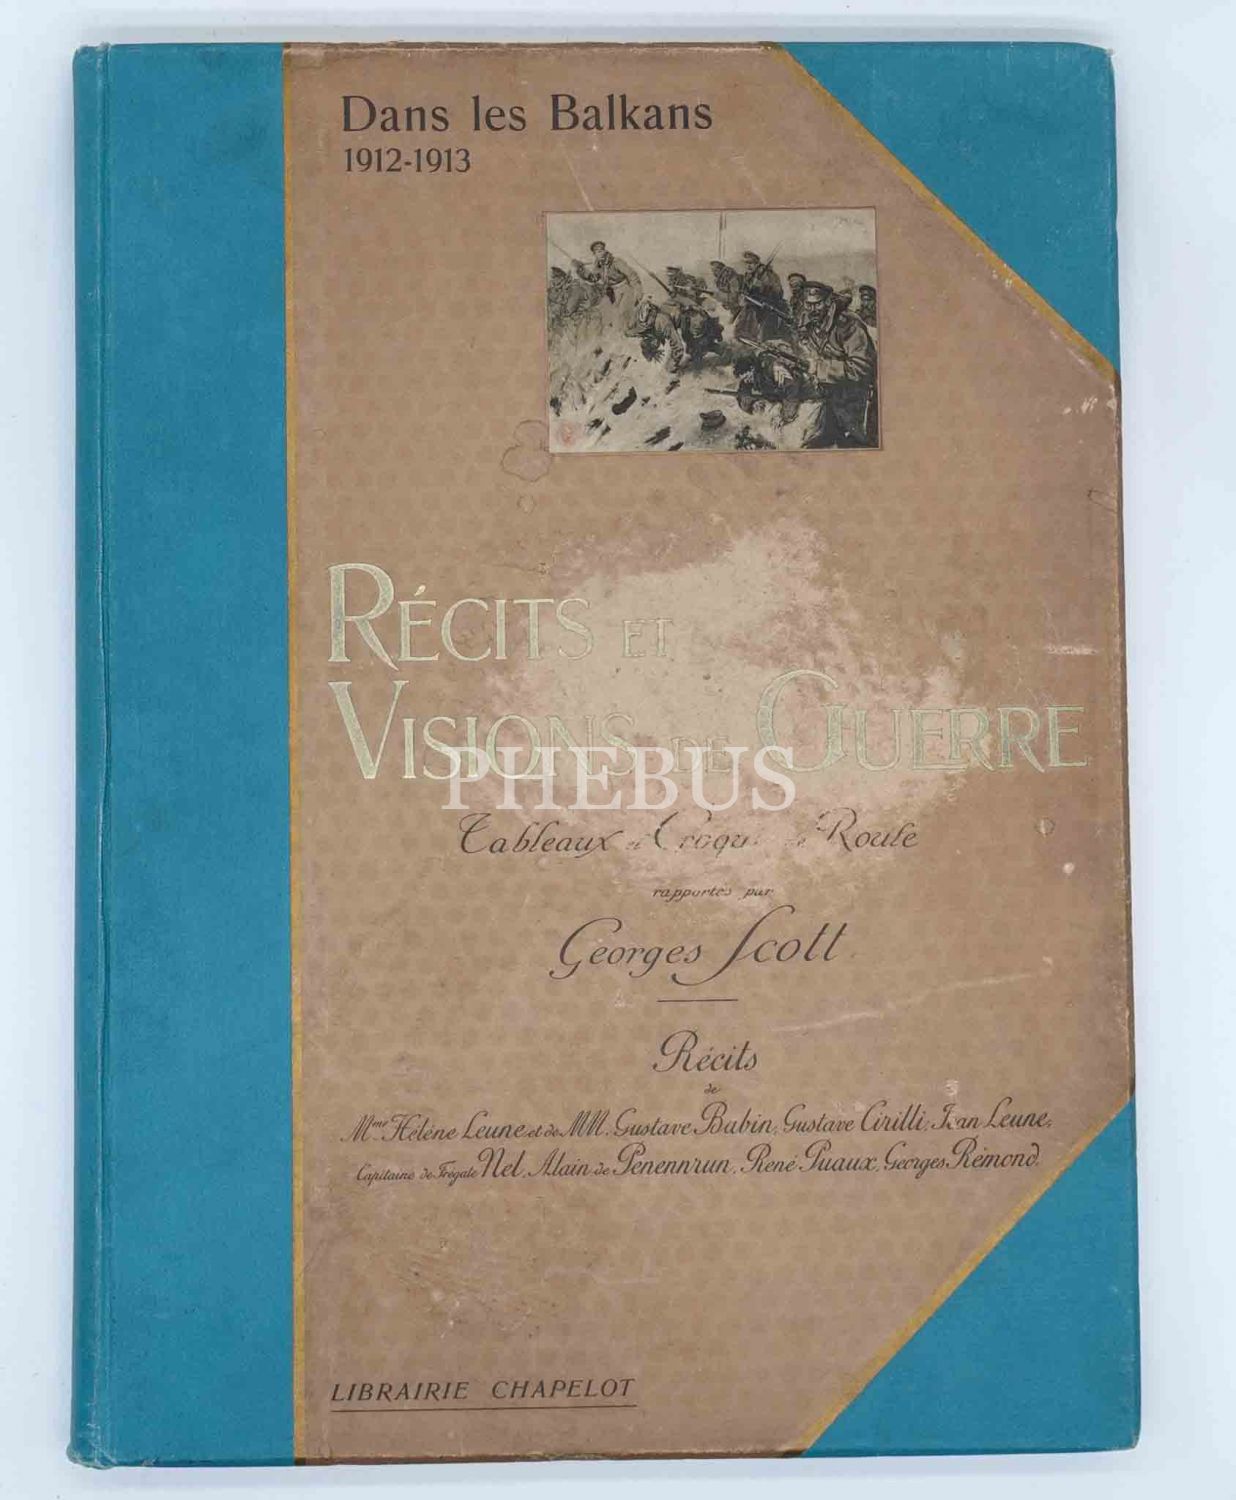 Dans les Balkans
1912-1913
RÉCITS ET
VISIONS DE GUERRE
PHEBUS
Tableaux et Croquis de Route
rapportés par
Georges Scott
Récits
de
Mme Hélène Leune et de MM. Gustave Babin, Gustave Cirilli, Jean Leune,
Capitaine de Frégate Nel, Alain de Penennrun, René Puaux, Georges Rémond.
LIBRAIRIE CHAPELOT